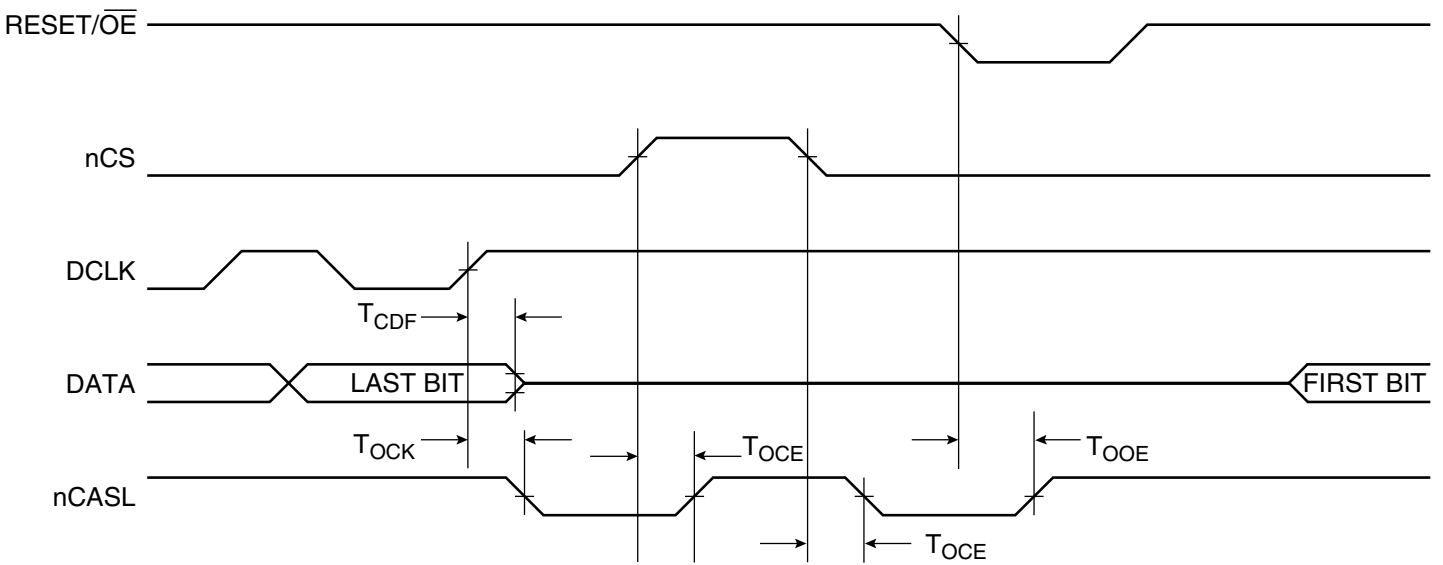 RESET/OE
nCS
DCLK
TCDF
DATA
LAST BIT
FIRST BIT
TOCK
TOCE
TOOE
nCASL
TOCE